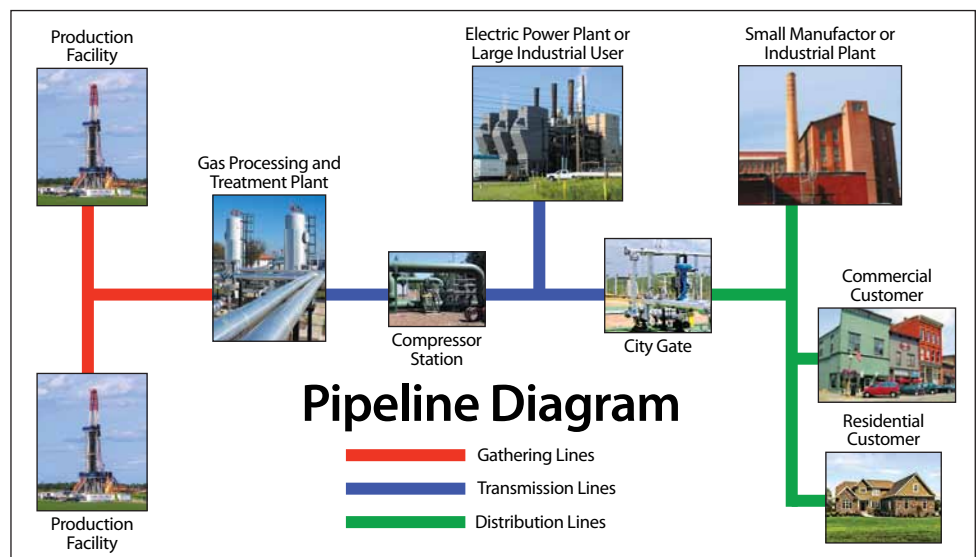 Production
Facility
Electric Power Plant or
Large Industrial User
Small Manufactor or
Industrial Plant
Gas Processing and
Treatment Plant
Commercial
Customer
Compressor
Station
City Gate
Pipeline Diagram
Residential
Customer
Gathering Lines
Transmission Lines
Distribution Lines
Production
Facility